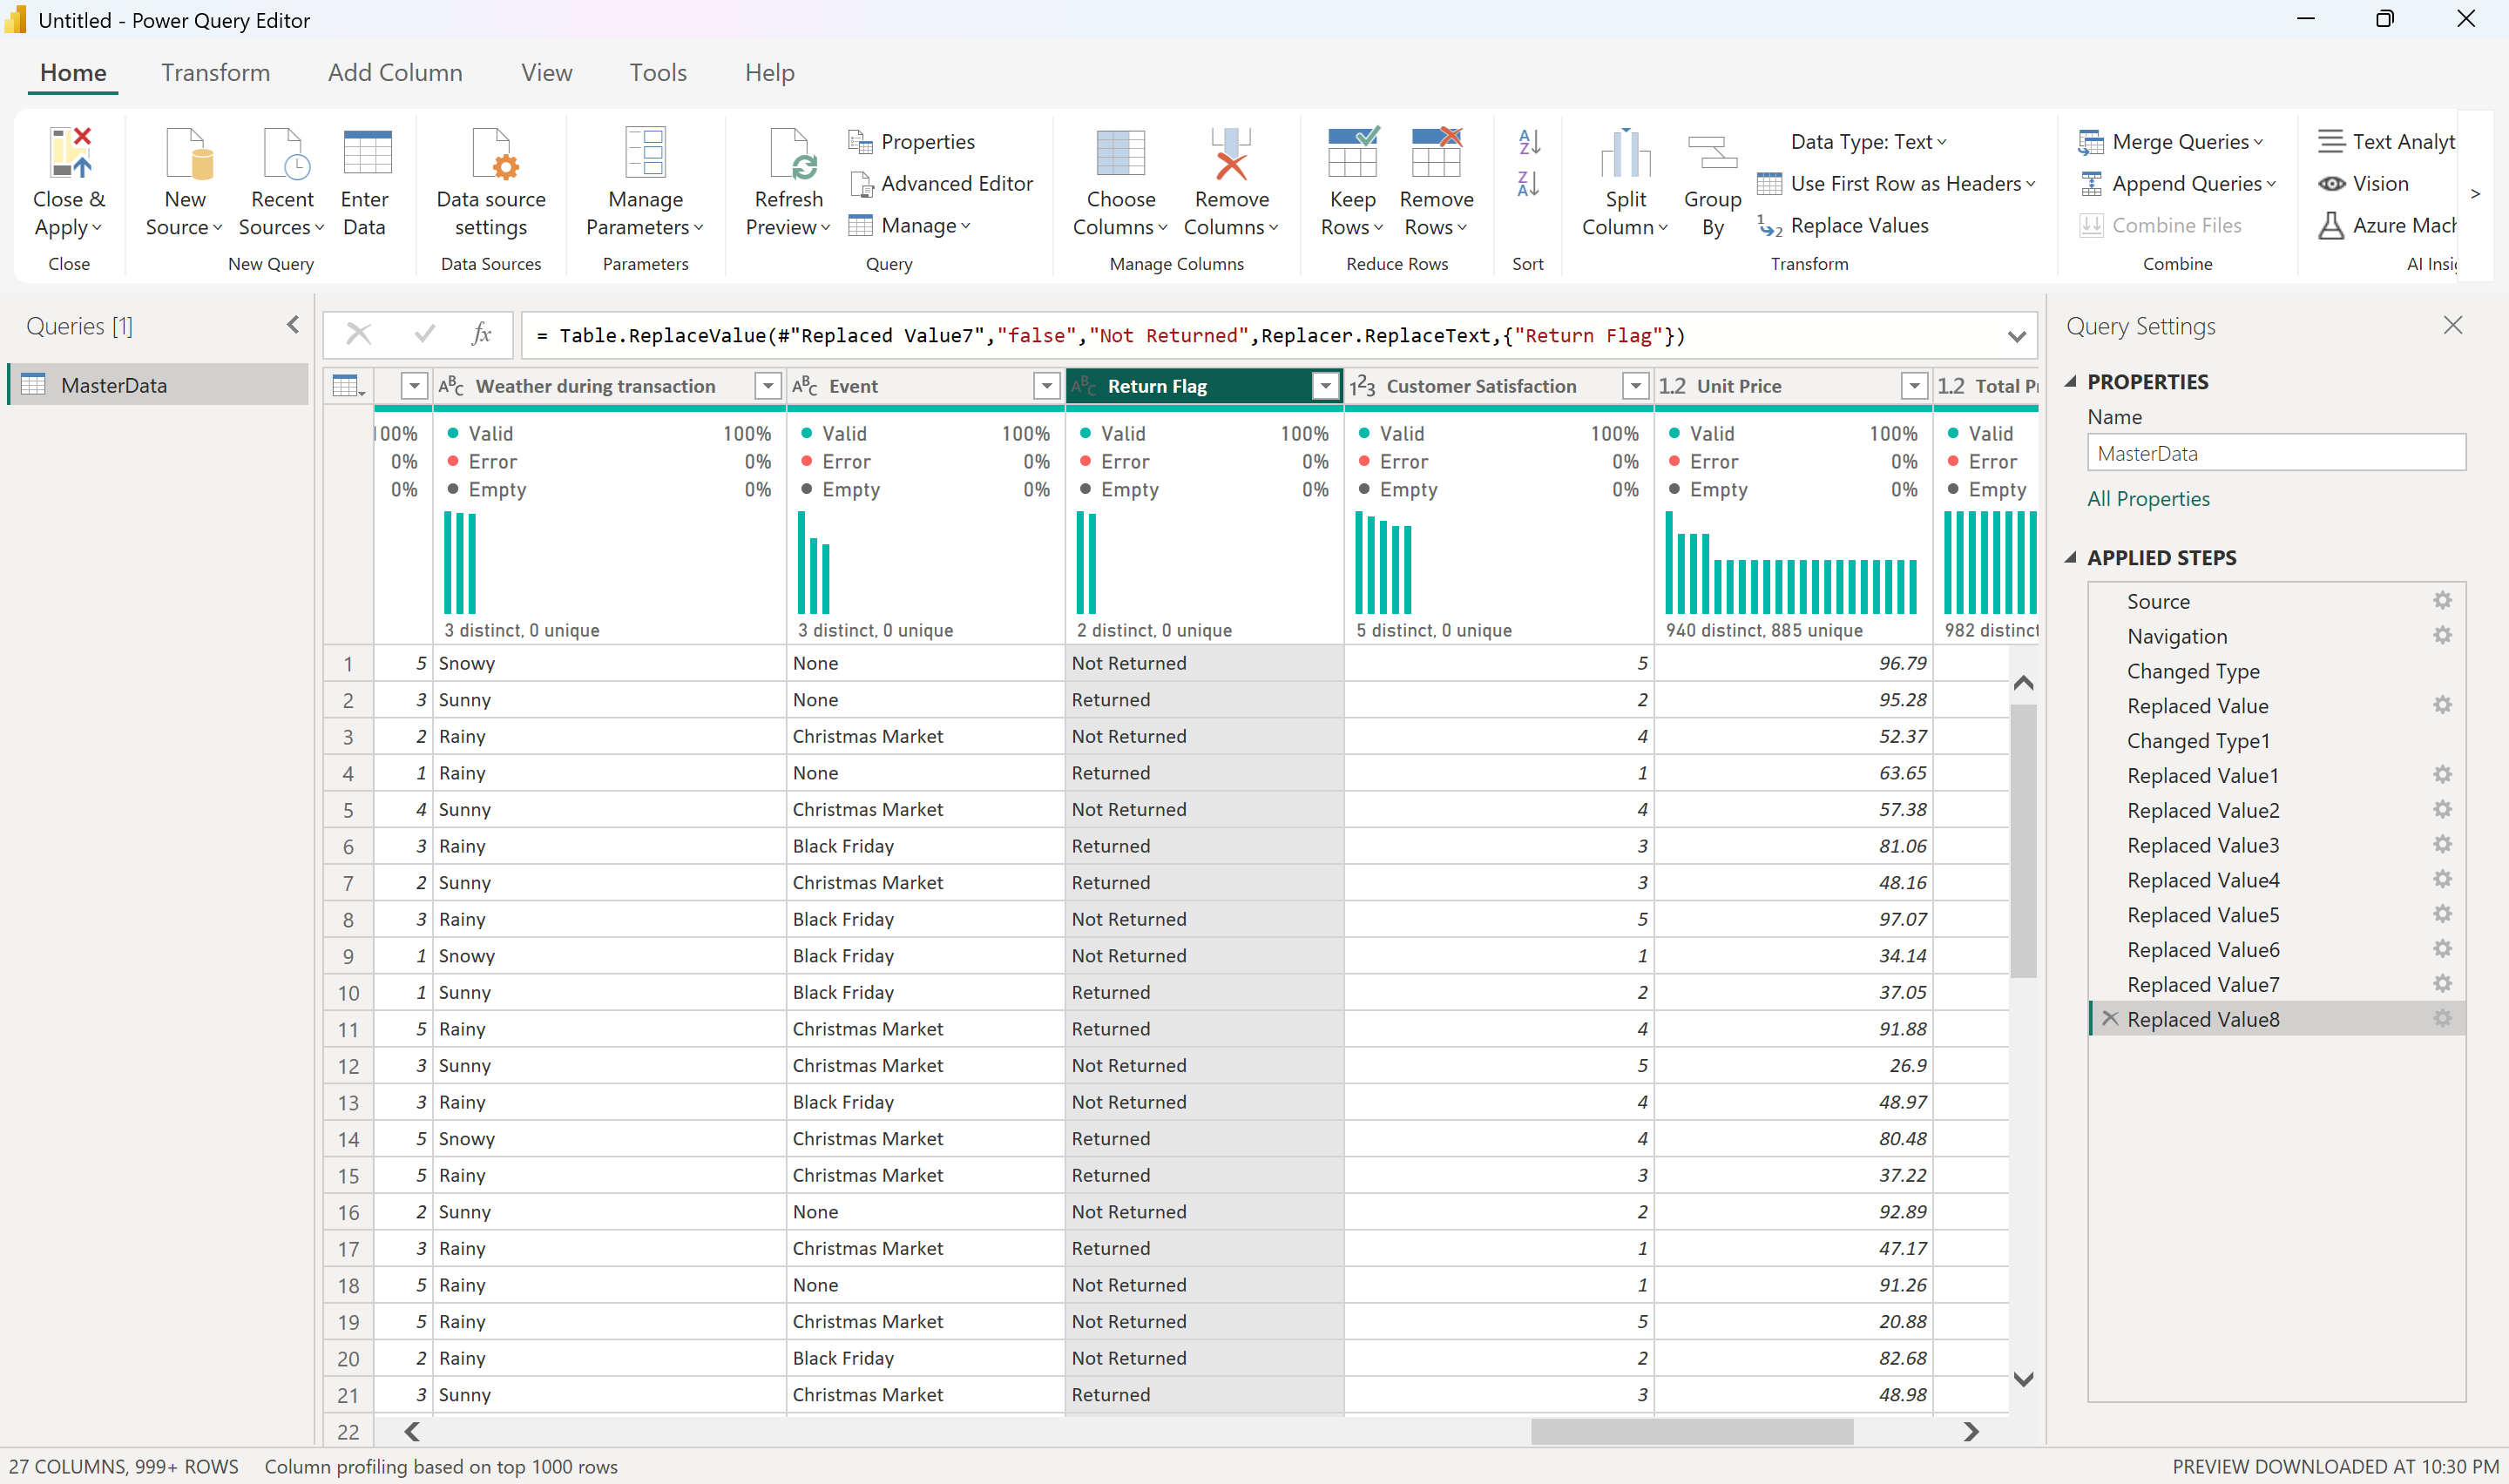 Untitled - Power Query Editor
Home Transform Add Column View Tools Help
Close & Apply
Close
New Source
Recent Sources
Enter Data
New Query
Data source settings
Data Sources
Manage Parameters
Parameters
Refresh Preview
Properties
Advanced Editor
Manage
Query
Choose Columns
Remove Columns
Manage Columns
Keep Rows
Remove Rows
Reduce Rows
Sort
Split Column
Group By
Data Type: Text
Use First Row as Headers
Replace Values
Transform
Merge Queries
Append Queries
Combine Files
Combine
Text Analyt
Vision
Azure Mach
AI Insi
Queries [1]
MasterData
fx = Table.ReplaceValue(#"Replaced Value7","false","Not Returned",Replacer.ReplaceText,{"Return Flag"})
ABC Weather during transaction ABC Event ABC Return Flag 123 Customer Satisfaction 1.2 Unit Price 1.2 Total Pr
100% Valid 100% Valid 100% Valid 100% Valid 100% Valid 100% Valid
0% Error 0% Error 0% Error 0% Error 0% Error 0% Error
0% Empty 0% Empty 0% Empty 0% Empty 0% Empty 0% Empty
3 distinct, 0 unique 3 distinct, 0 unique 2 distinct, 0 unique 5 distinct, 0 unique 940 distinct, 885 unique 982 distinct
1 5 Snowy None Not Returned 5 96.79
2 3 Sunny None Returned 2 95.28
3 2 Rainy Christmas Market Not Returned 4 52.37
4 1 Rainy None Returned 1 63.65
5 4 Sunny Christmas Market Not Returned 4 57.38
6 3 Rainy Black Friday Returned 3 81.06
7 2 Sunny Christmas Market Returned 3 48.16
8 3 Rainy Black Friday Not Returned 5 97.07
9 1 Snowy Black Friday Not Returned 1 34.14
10 1 Sunny Black Friday Returned 2 37.05
11 5 Rainy Christmas Market Returned 4 91.88
12 3 Sunny Christmas Market Not Returned 5 26.9
13 3 Rainy Black Friday Not Returned 4 48.97
14 5 Snowy Christmas Market Returned 4 80.48
15 5 Rainy Christmas Market Returned 3 37.22
16 2 Sunny None Not Returned 2 92.89
17 3 Rainy Christmas Market Returned 1 47.17
18 5 Rainy None Not Returned 1 91.26
19 5 Rainy Christmas Market Not Returned 5 20.88
20 2 Rainy Black Friday Not Returned 2 82.68
21 3 Sunny Christmas Market Returned 3 48.98
22
Query Settings
PROPERTIES
Name
MasterData
All Properties
APPLIED STEPS
Source
Navigation
Changed Type
Replaced Value
Changed Type1
Replaced Value1
Replaced Value2
Replaced Value3
Replaced Value4
Replaced Value5
Replaced Value6
Replaced Value7
Replaced Value8
27 COLUMNS, 999+ ROWS Column profiling based on top 1000 rows PREVIEW DOWNLOADED AT 10:30 PM